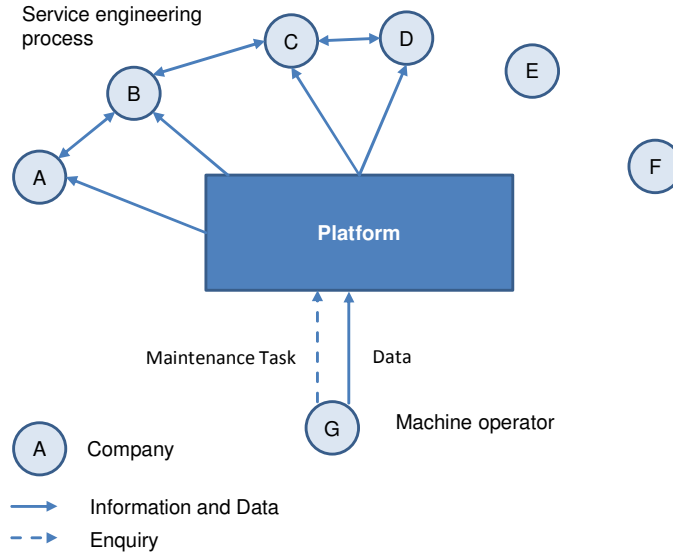 Service engineering
process
C
D
E
B
A
F
Platform
Maintenance Task
Data
G
Machine operator
A
Company
Information and Data
Enquiry